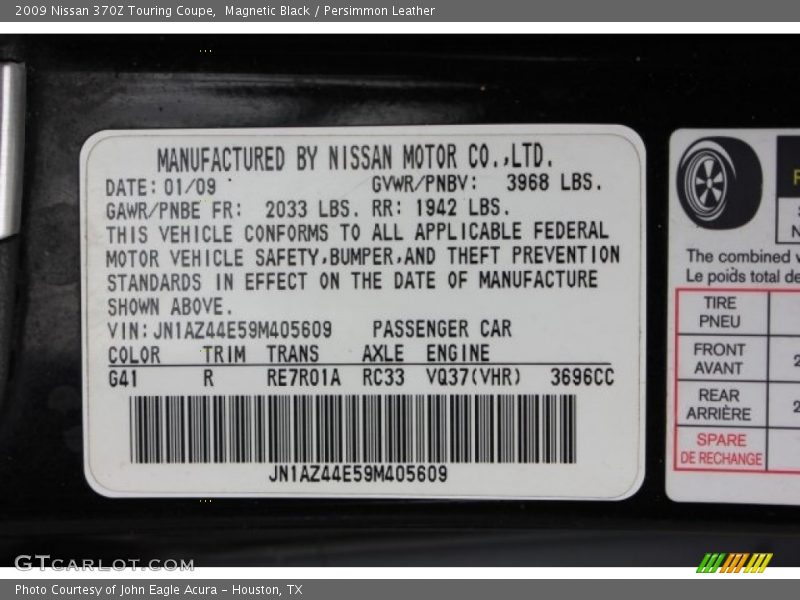 2009 Nissan 370Z Touring Coupe,  Magnetic Black / Persimmon Leather
MANUFACTURED BY NISSAN MOTOR CO.,LTD.
DATE: 01/09 GVWR/PNBV: 3968 LBS.
GAWR/PNBE FR: 2033 LBS. RR: 1942 LBS.
THIS VEHICLE CONFORMS TO ALL APPLICABLE FEDERAL
MOTOR VEHICLE SAFETY,BUMPER,AND THEFT PREVENTION
STANDARDS IN EFFECT ON THE DATE OF MANUFACTURE
SHOWN ABOVE.
VIN: JN1AZ44E59M405609 PASSENGER CAR
COLOR TRIM TRANS AXLE ENGINE
G41 R RE7R01A RC33 VQ37(VHR) 3696CC
JN1AZ44E59M405609
The combined
Le poids total
TIRE
PNEU
FRONT
AVANT
REAR
ARRIÈRE
SPARE
DE RECHANGE
GTCARLOT.COM
Photo Courtesy of John Eagle Acura - Houston, TX